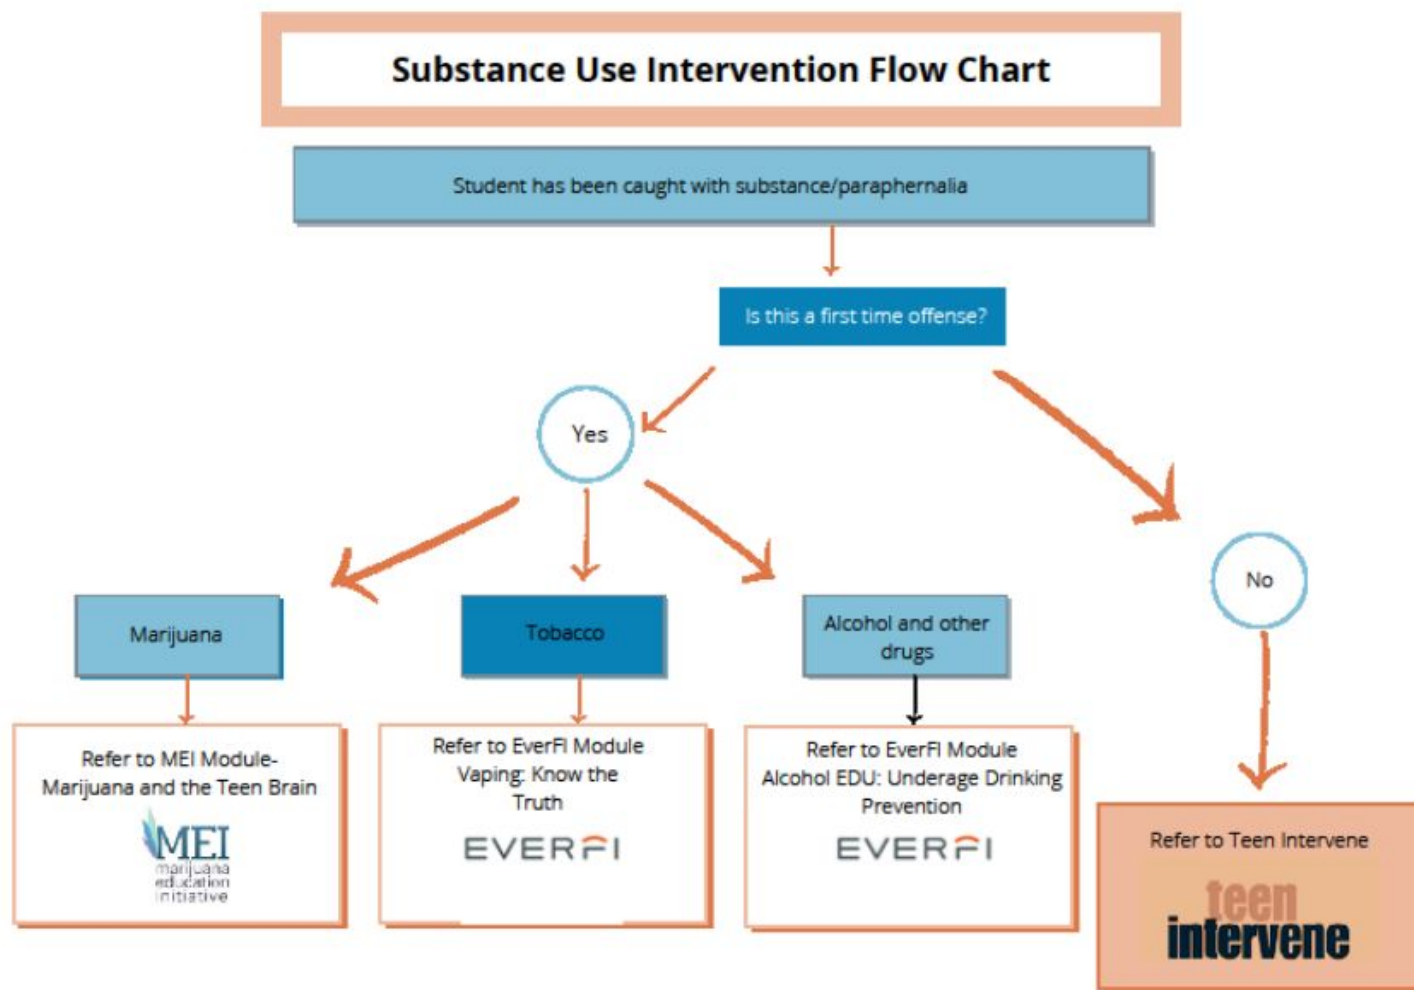 Substance Use Intervention Flow Chart
Student has been caught with substance/paraphernalia
Is this a first time offense?
Yes
No
Marijuana
Tobacco
Alcohol and other
drugs
Refer to MEI Module-
Marijuana and the Teen Brain
MEI
marijuana
education
initiative
Refer to EverFI Module
Vaping: Know the
Truth
EVERFI
Refer to EverFI Module
Alcohol EDU: Underage Drinking
Prevention
EVERFI
Refer to Teen Intervene
teen
intervene